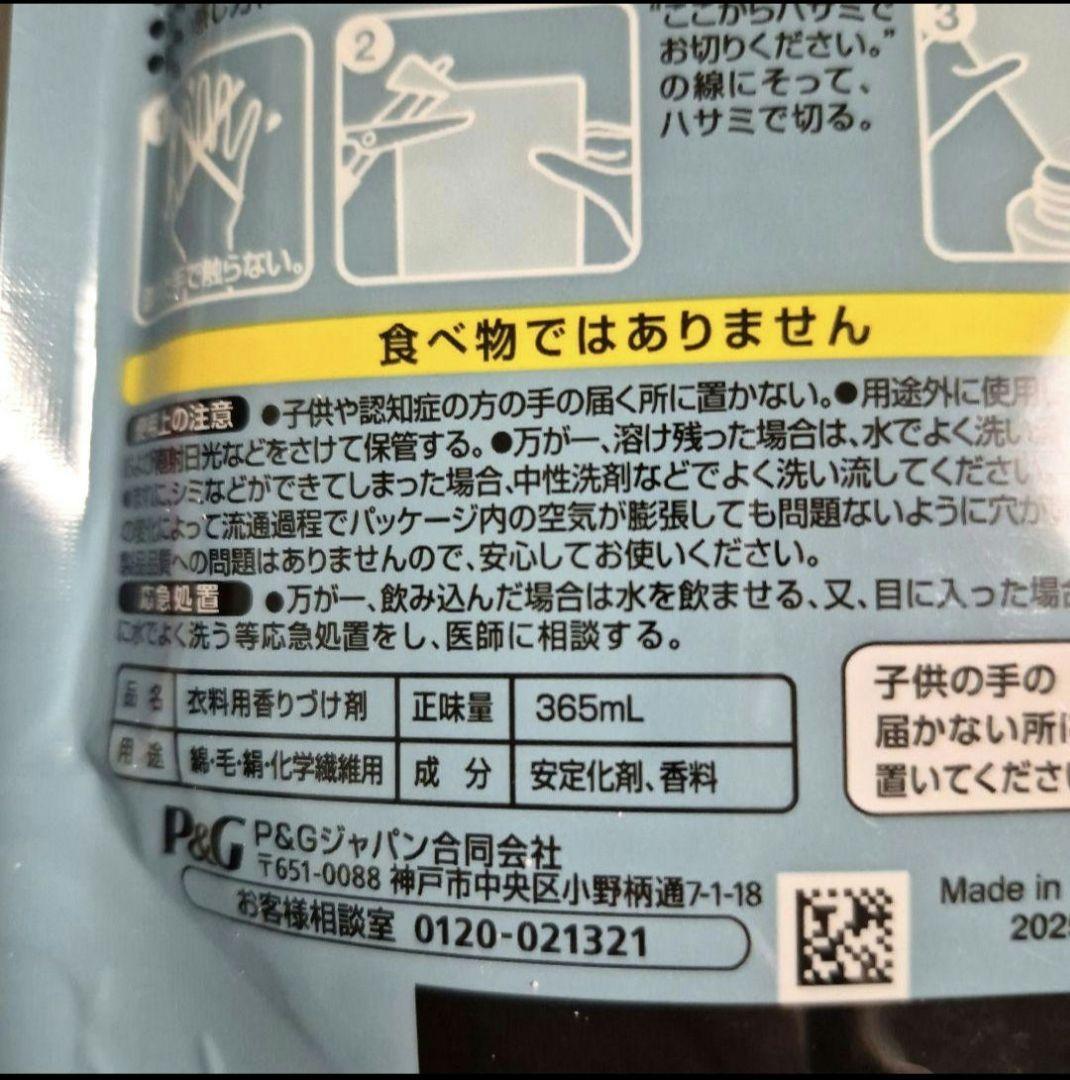 2
"ここからハサミで
お切りください。"
の線にそって、
ハサミで切る。
3
手で触らない。
食べ物ではありません
上の注意 ●子供や認知症の方の手の届く所に置かない。●用途外に使用
日光などをさけて保管する。●万が一、溶け残った場合は、水でよく洗い
シミなどができてしまった場合、中性洗剤などでよく洗い流してください
によって流通過程でパッケージ内の空気が膨張しても問題ないように穴が
への問題はありませんので、安心してお使いください。
応急処置 ●万が一、飲み込んだ場合は水を飲ませる、又、目に入った場合
に水でよく洗う等応急処置をし、医師に相談する。
品名 衣料用香りづけ剤 正味量 365mL
用途 綿・毛・絹・化学繊維用 成分 安定化剤、香料
子供の手の
届かない所に
置いてくださ
P&G P&Gジャパン合同会社
〒651-0088 神戸市中央区小野柄通7-1-18
お客様相談室 0120-021321
Made in
202